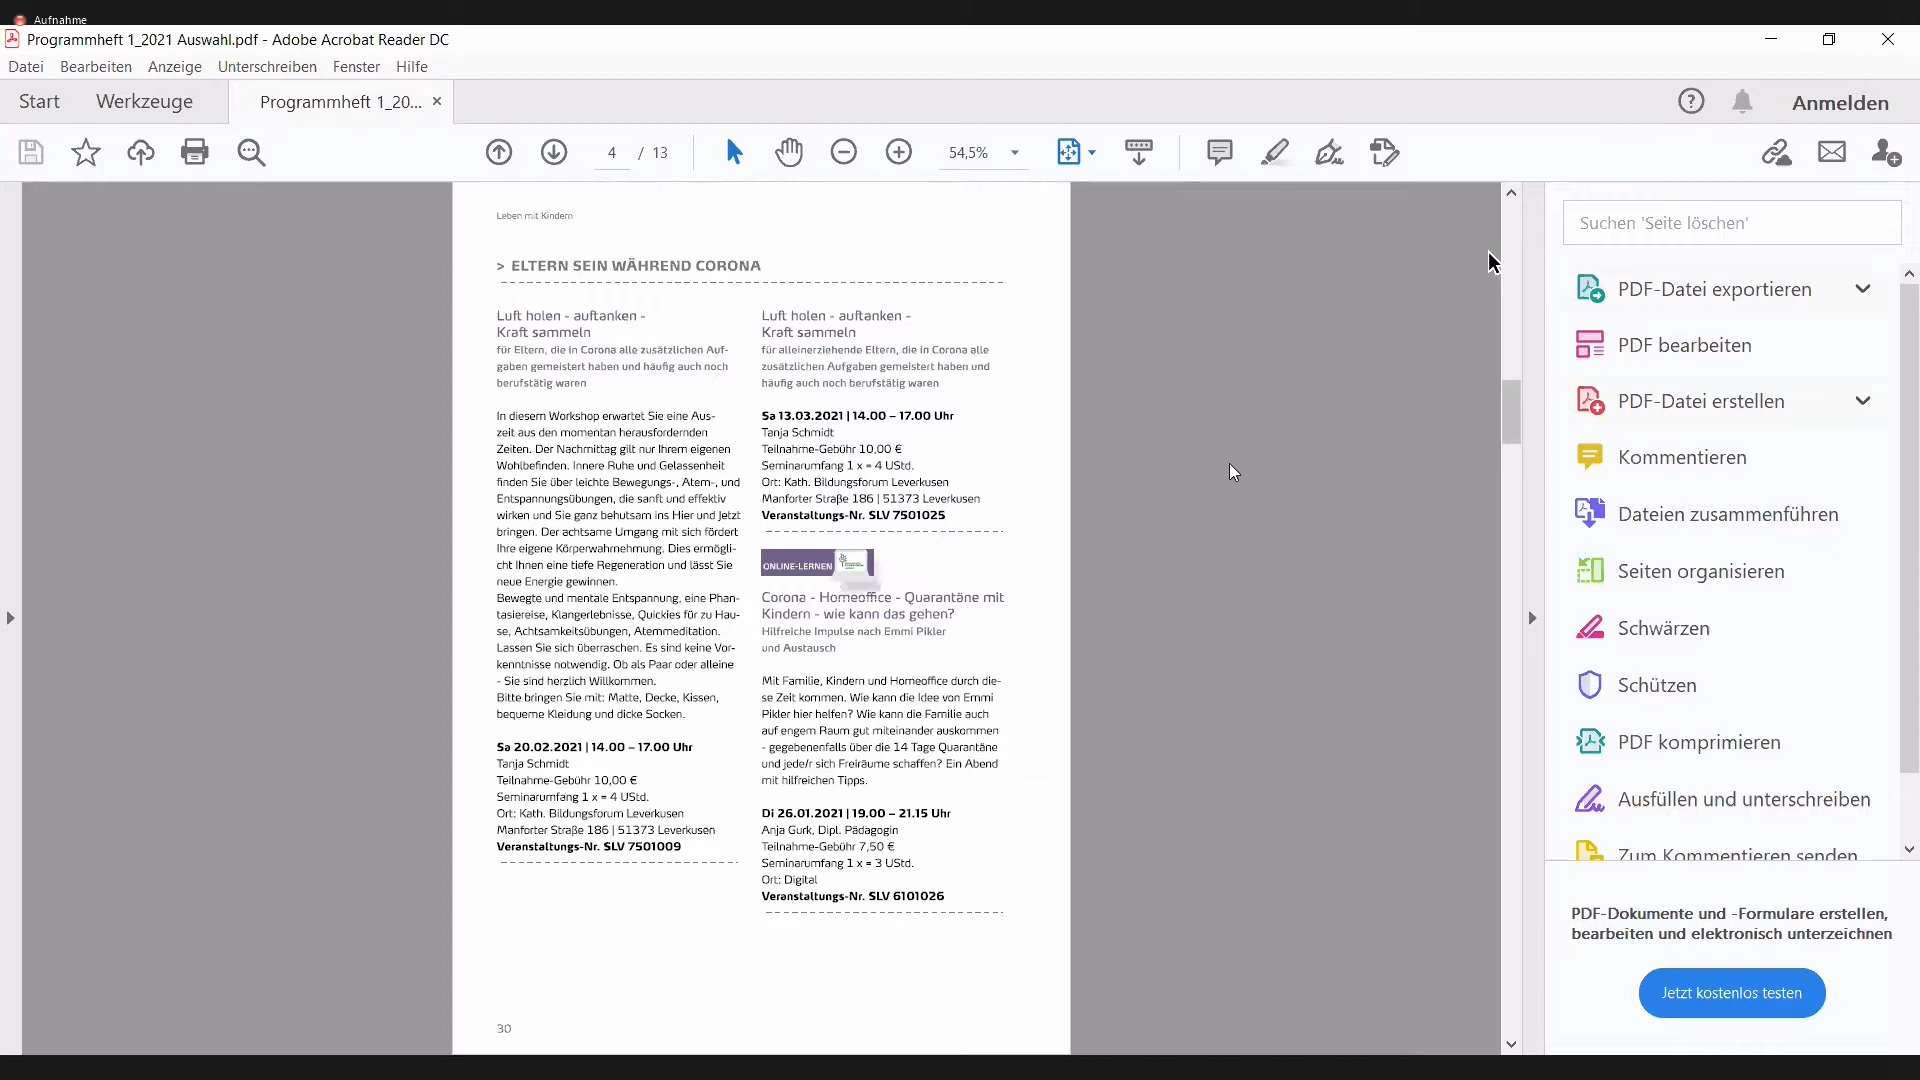 Aufnahme
Programmheft 1_2021 Auswahl.pdf - Adobe Acrobat Reader DC
Datei Bearbeiten Anzeige Unterschreiben Fenster Hilfe
Start Werkzeuge Programmheft 1_20... Anmelden
4 / 13 54,5%
Leben mit Kindern
> ELTERN SEIN WÄHREND CORONA
Luft holen - auftanken -
Kraft sammeln
für Eltern, die in Corona alle zusätzlichen Auf-
gaben gemeistert haben und häufig auch noch
berufstätig waren
In diesem Workshop erwartet Sie eine Aus-
zeit aus den momentan herausfordernden
Zeiten. Der Nachmittag gilt nur Ihrem eigenen
Wohlbefinden. Innere Ruhe und Gelassenheit
finden Sie über leichte Bewegungs-, Atem-, und
Entspannungsübungen, die sanft und effektiv
wirken und Sie ganz behutsam ins Hier und Jetzt
bringen. Der achtsame Umgang mit sich fördert
Ihre eigene Körperwahrnehmung. Dies ermögli-
cht Ihnen eine tiefe Regeneration und lässt Sie
neue Energie gewinnen.
Bewegte und mentale Entspannung, eine Phan-
tasiereise, Klangerlebnisse, Quickies für zu Hau-
se, Achtsamkeitsübungen, Atemmeditation.
Lassen Sie sich überraschen. Es sind keine Vor-
kenntnisse notwendig. Ob als Paar oder alleine
- Sie sind herzlich Willkommen.
Bitte bringen Sie mit: Matte, Decke, Kissen,
bequeme Kleidung und dicke Socken.
Sa 20.02.2021 | 14.00 – 17.00 Uhr
Tanja Schmidt
Teilnahme-Gebühr 10,00 €
Seminarumfang 1 x = 4 UStd.
Ort: Kath. Bildungsforum Leverkusen
Manforter Straße 186 | 51373 Leverkusen
Veranstaltungs-Nr. SLV 7501009
Luft holen - auftanken -
Kraft sammeln
für alleinerziehende Eltern, die in Corona alle
zusätzlichen Aufgaben gemeistert haben und
häufig auch noch berufstätig waren
Sa 13.03.2021 | 14.00 – 17.00 Uhr
Tanja Schmidt
Teilnahme-Gebühr 10,00 €
Seminarumfang 1 x = 4 UStd.
Ort: Kath. Bildungsforum Leverkusen
Manforter Straße 186 | 51373 Leverkusen
Veranstaltungs-Nr. SLV 7501025
ONLINE-LERNEN
Corona - Homeoffice - Quarantäne mit
Kindern - wie kann das gehen?
Hilfreiche Impulse nach Emmi Pikler
und Austausch
Mit Familie, Kindern und Homeoffice durch die-
se Zeit kommen. Wie kann die Idee von Emmi
Pikler hier helfen? Wie kann die Familie auch
auf engem Raum gut miteinander auskommen
- gegebenenfalls über die 14 Tage Quarantäne
und jede/r sich Freiräume schaffen? Ein Abend
mit hilfreichen Tipps.
Di 26.01.2021 | 19.00 – 21.15 Uhr
Anja Gurk, Dipl. Pädagogin
Teilnahme-Gebühr 7,50 €
Seminarumfang 1 x = 3 UStd.
Ort: Digital
Veranstaltungs-Nr. SLV 6101026
30
Suchen 'Seite löschen'
PDF-Datei exportieren
PDF bearbeiten
PDF-Datei erstellen
Kommentieren
Dateien zusammenführen
Seiten organisieren
Schwärzen
Schützen
PDF komprimieren
Ausfüllen und unterschreiben
Zum Kommentieren senden
PDF-Dokumente und -Formulare erstellen,
bearbeiten und elektronisch unterzeichnen
Jetzt kostenlos testen